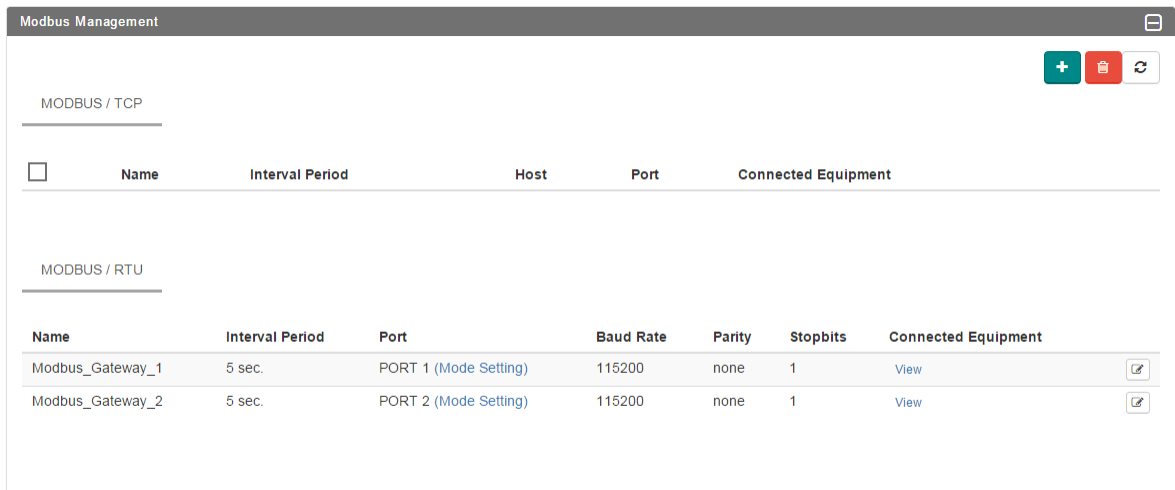 Modbus Management
MODBUS / TCP
Name Interval Period Host Port Connected Equipment
MODBUS / RTU
Name Interval Period Port Baud Rate Parity Stopbits Connected Equipment
Modbus_Gateway_1 5 sec. PORT 1 (Mode Setting) 115200 none 1 View
Modbus_Gateway_2 5 sec. PORT 2 (Mode Setting) 115200 none 1 View